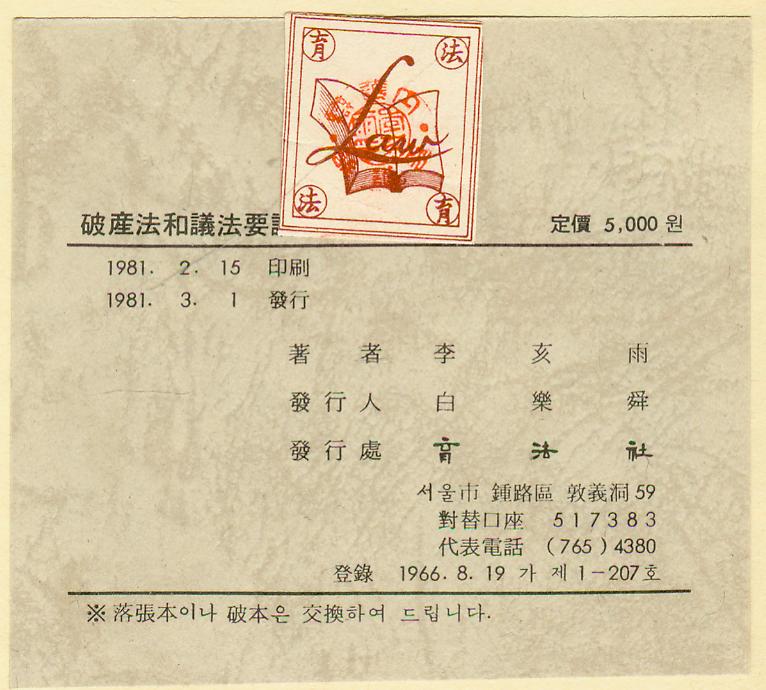 育 法
Law
法 育
破産法和議法要 定價 5,000 원
1981. 2. 15 印刷
1981. 3. 1 發行
著者 李亥雨
發行人 白樂舜
發行處 育法社
서울市 鍾路區 敦義洞 59
對替口座 517383
代表電話 (765) 4380
登錄 1966. 8. 19 가 제 1-207호
※ 落張本이나 破本은 交換하여 드립니다.